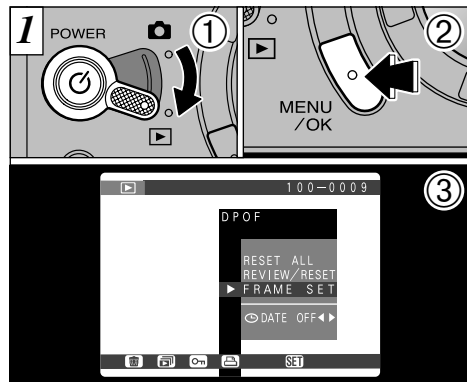 1
POWER
①
②
MENU
/OK
③
100-0009
DPOF
RESET ALL
REVIEW/RESET
▶ FRAME SET
DATE OFF◀▶
SET